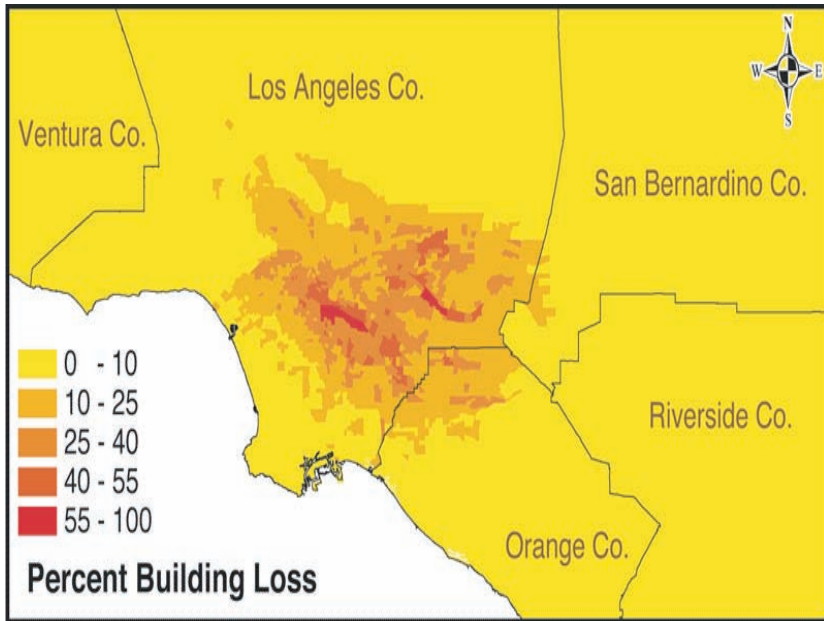 N
W E
S
Los Angeles Co.
Ventura Co.
San Bernardino Co.
0 - 10
10 - 25
25 - 40
40 - 55
55 - 100
Riverside Co.
Orange Co.
Percent Building Loss